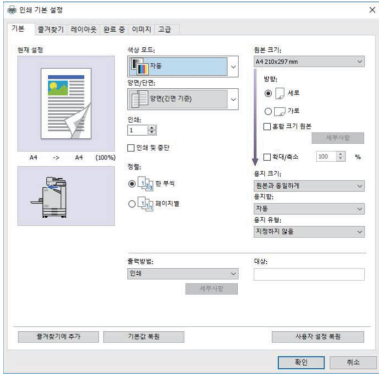 인쇄 기본 설정
기본 즐겨찾기 레이아웃 완료 중 이미지 고급
현재 설정
A4 -> A4 (100%)
색상 모드:
자동
양면/단면:
양면(긴면 기준)
인쇄:
1
인쇄 및 중단
정렬:
한 부씩
페이지별
출력방법:
인쇄
세부사항
원본 크기:
A4 210x297 mm
방향:
세로
가로
혼합 크기 원본
세부사항
확대/축소 100 %
용지 크기:
원본과 동일하게
용지함:
자동
용지 유형:
지정하지 않음
대상:
즐겨찾기에 추가 기본값 복원 사용자 설정 복원
확인 취소